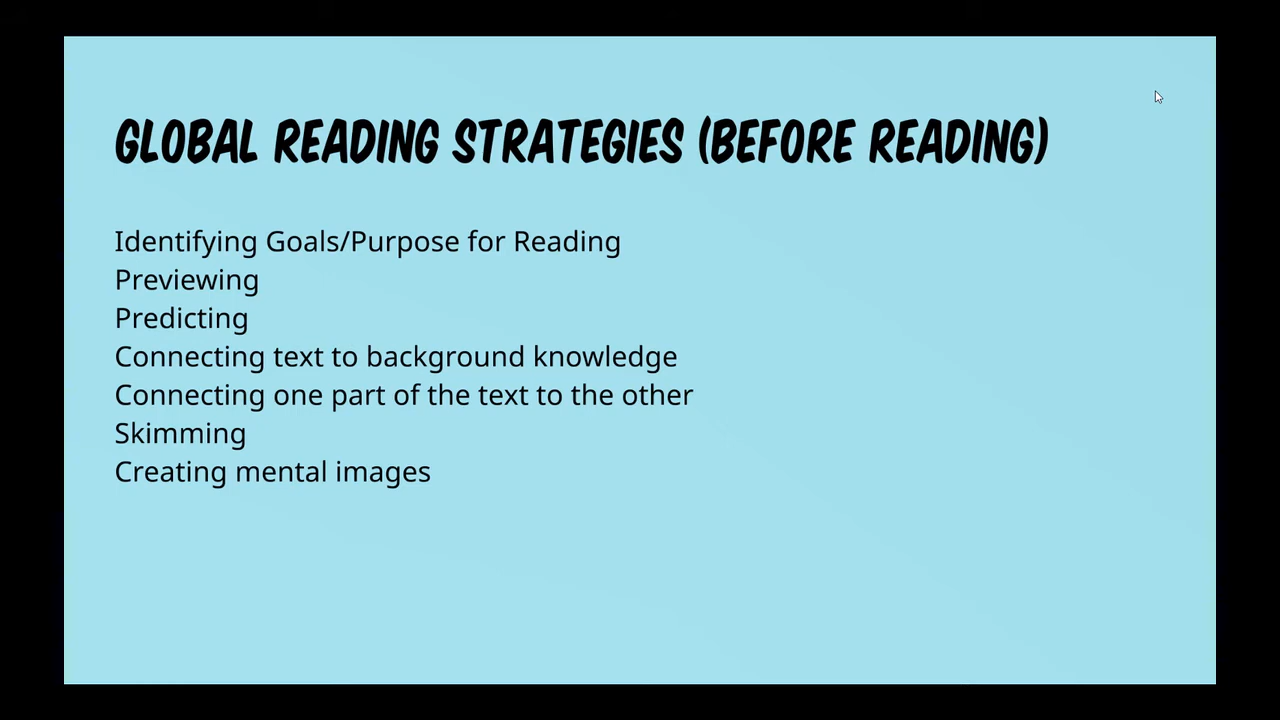 GLOBAL READING STRATEGIES (BEFORE READING)
Identifying Goals/Purpose for Reading
Previewing
Predicting
Connecting text to background knowledge
Connecting one part of the text to the other
Skimming
Creating mental images